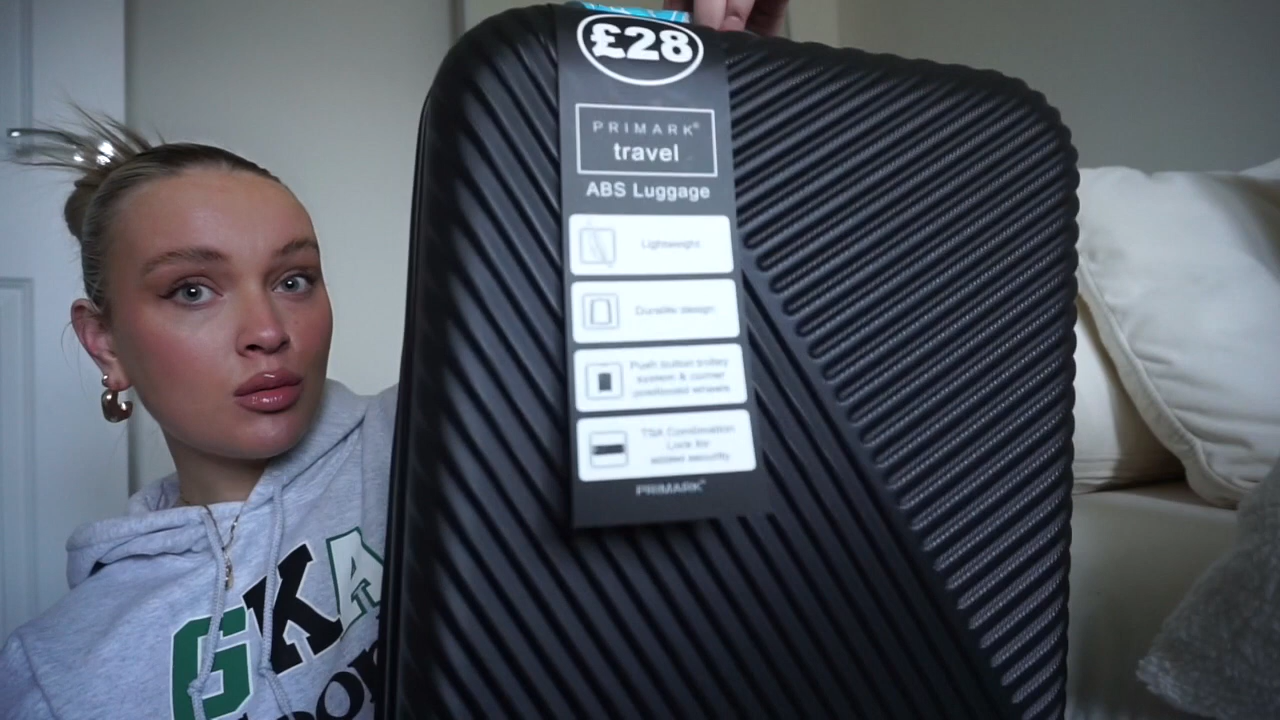 £28
PRIMARK®
travel
ABS Luggage
Lightweight
Durable design
Push button trolley
system & corner
positioned wheels
TSA Combination
Lock for
added security
PRIMARK®
GKA